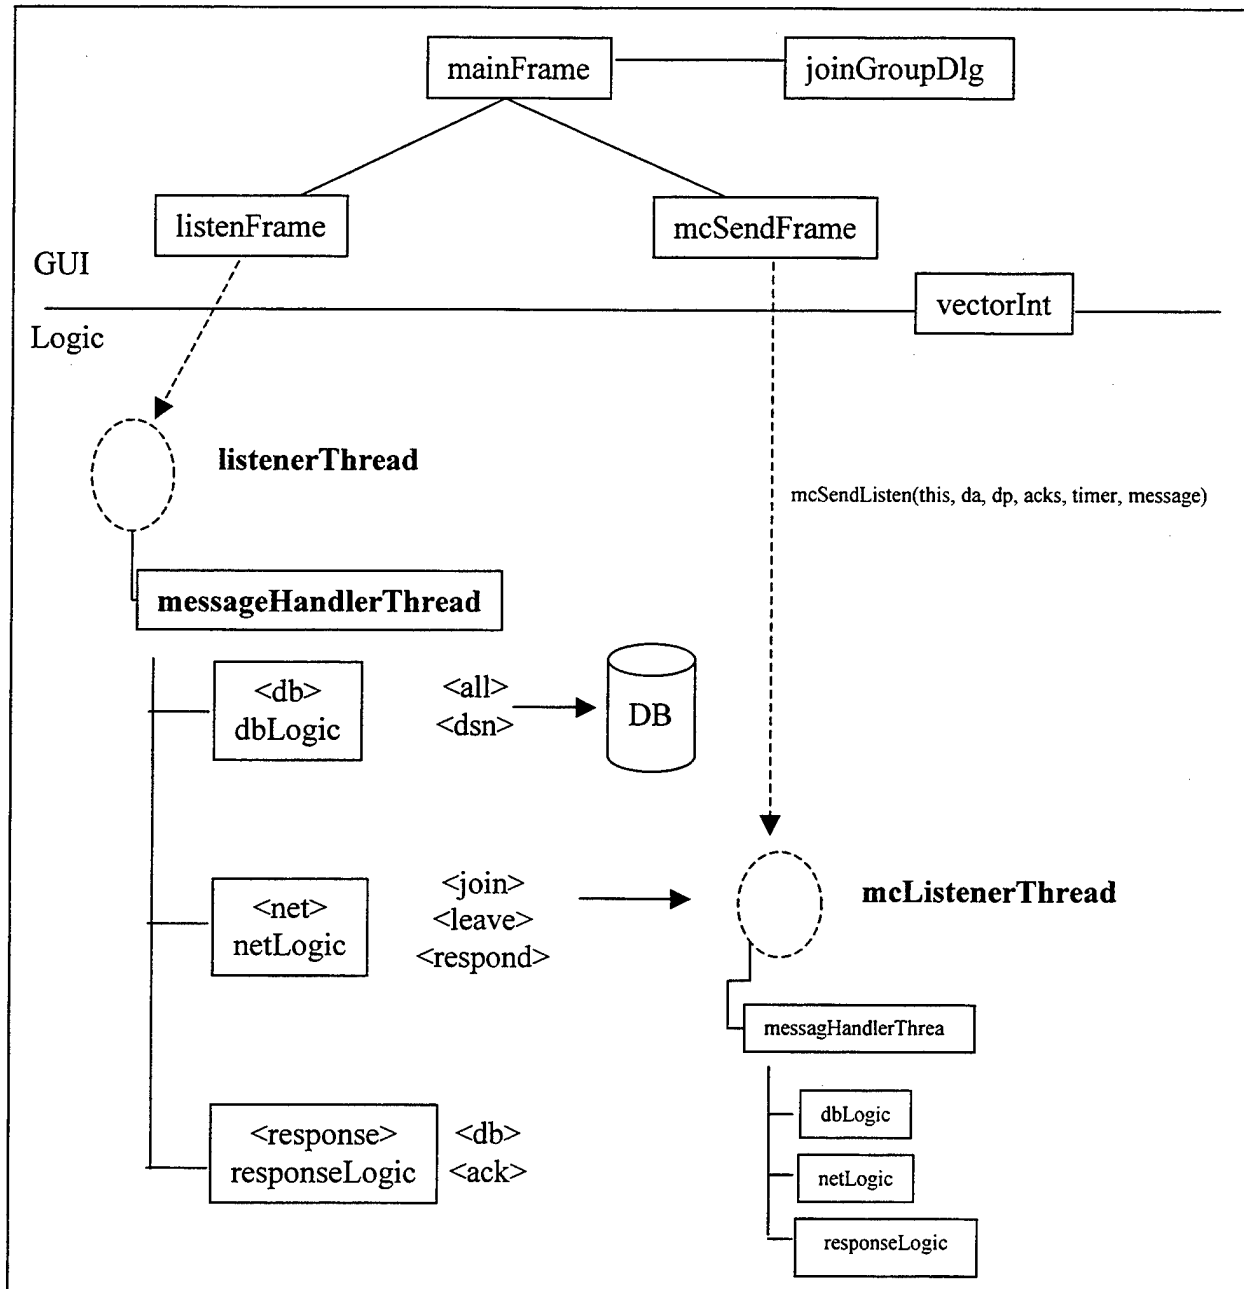 mainFrame
joinGroupDlg
listenFrame
mcSendFrame
GUI
vectorInt
Logic
listenerThread
mcSendListen(this, da, dp, acks, timer, message)
messageHandlerThread
<db>
dbLogic
<all>
<dsn>
DB
<net>
netLogic
<join>
<leave>
<respond>
mcListenerThread
messagHandlerThrea
dbLogic
netLogic
responseLogic
<response>
responseLogic
<db>
<ack>